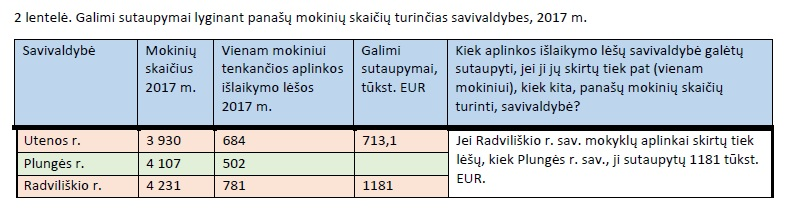 2 lentelė. Galimi sutaupymai lyginant panašų mokinių skaičių turinčias savivaldybes, 2017 m.
Savivaldybė
Mokinių
skaičius
2017 m.
Vienam mokiniui
tenkančios aplinkos
išlaikymo lėšos
2017 m.
Galimi
sutaupymai,
tūkst. EUR
Kiek aplinkos išlaikymo lėšų savivaldybė galėtų
sutaupyti, jei ji jų skirtų tiek pat (vienam
mokiniui), kiek kita, panašų mokinių skaičių
turinti, savivaldybė?
Utenos r. 3 930 684 713,1
Plungės r. 4 107 502
Radviliškio r. 4 231 781 1181
Jei Radviliškio r. sav. mokyklų aplinkai skirtų tiek
lėšų, kiek Plungės r. sav., ji sutaupytų 1181 tūkst.
EUR.